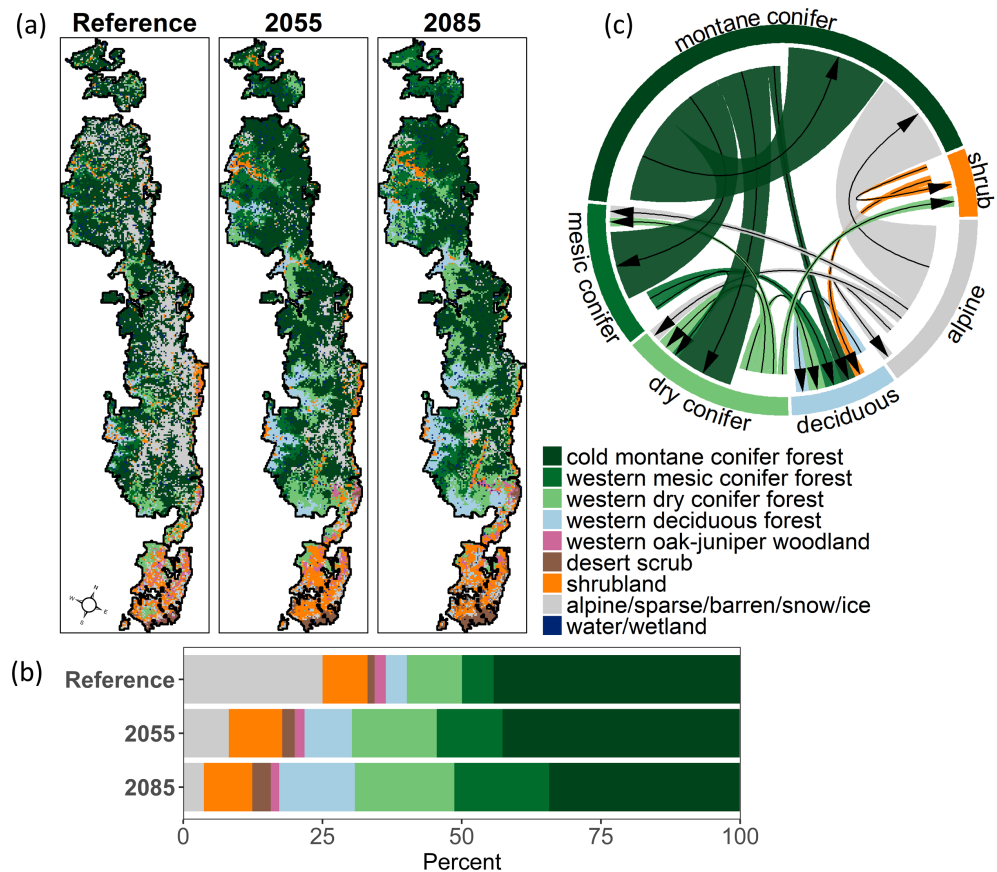 (a)
Reference
2055
2085
N
W
E
S
(c)
montane conifer
shrub
alpine
deciduous
dry conifer
mesic conifer
cold montane conifer forest
western mesic conifer forest
western dry conifer forest
western deciduous forest
western oak-juniper woodland
desert scrub
shrubland
alpine/sparse/barren/snow/ice
water/wetland
(b)
Reference
2055
2085
0 25 50 75 100
Percent